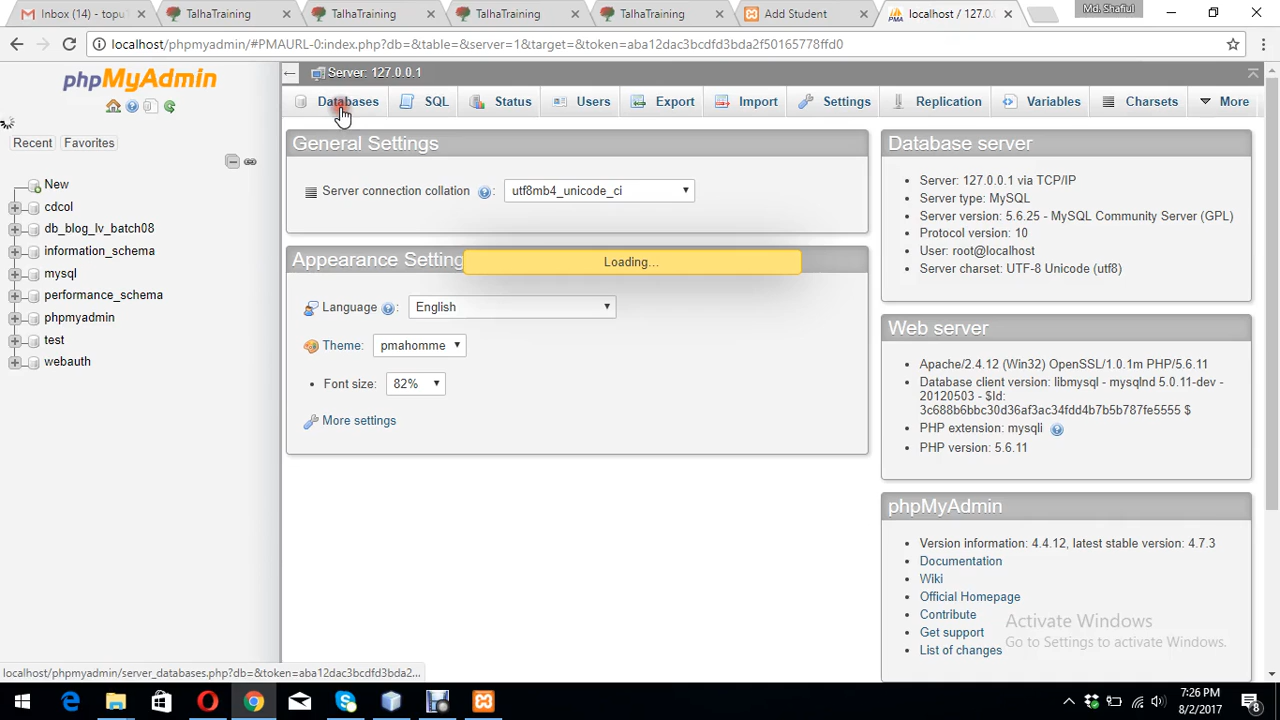 Inbox (14) - topu1
TalhaTraining
TalhaTraining
TalhaTraining
TalhaTraining
Add Student
localhost / 127.0.
Md, Shafiul
localhost/phpmyadmin/#PMAURL-0:index.php?db=&table=&server=1&target=&token=aba12dac3bcdfd3bda2f50165778ffd0
phpMyAdmin
Recent
Favorites
New
cdcol
db_blog_lv_batch08
information_schema
mysql
performance_schema
phpmyadmin
test
webauth
Server: 127.0.0.1
Databases
SQL
Status
Users
Export
Import
Settings
Replication
Variables
Charsets
More
General Settings
Server connection collation : utf8mb4_unicode_ci
Appearance Setting
Loading...
Language : English
Theme: pmahomme
Font size: 82%
More settings
Database server
Server: 127.0.0.1 via TCP/IP
Server type: MySQL
Server version: 5.6.25 - MySQL Community Server (GPL)
Protocol version: 10
User: root@localhost
Server charset: UTF-8 Unicode (utf8)
Web server
Apache/2.4.12 (Win32) OpenSSL/1.0.1m PHP/5.6.11
Database client version: libmysql - mysqlnd 5.0.11-dev -
20120503 - $Id:
3c688b6bbc30d36af3ac34fdd4b7b5b787fe5555 $
PHP extension: mysqli
PHP version: 5.6.11
phpMyAdmin
Version information: 4.4.12, latest stable version: 4.7.3
Documentation
Wiki
Official Homepage
Contribute
Get support
List of changes
Activate Windows
Go to Settings to activate Windows.
localhost/phpmyadmin/server_databases.php?db=&token=aba12dac3bcdfd3bda2...
7:26 PM
8/2/2017
8